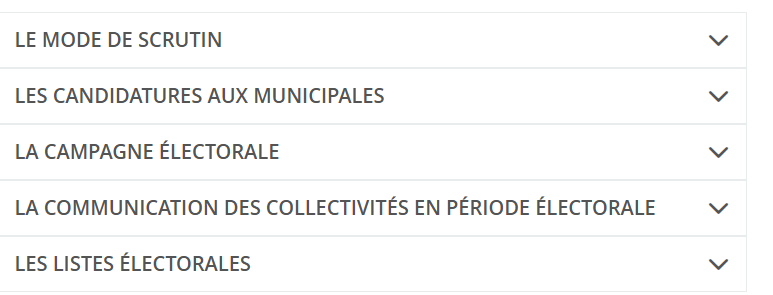 LE MODE DE SCRUTIN
LES CANDIDATURES AUX MUNICIPALES
LA CAMPAGNE ÉLECTORALE
LA COMMUNICATION DES COLLECTIVITÉS EN PÉRIODE ÉLECTORALE
LES LISTES ÉLECTORALES